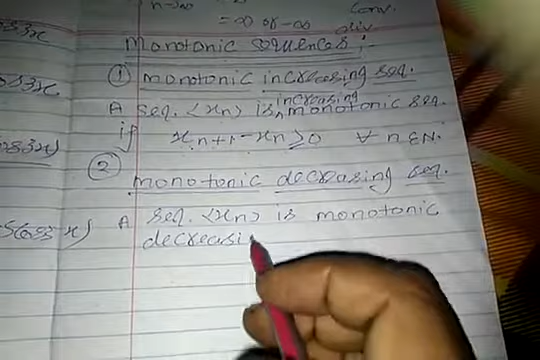 n→∞
conv.
= ∞ or -∞ div
Monotonic sequences :-
① monotonic increasing seq.
A seq. <xn> is increasing monotonic seq.
if xn+1 - xn ≥ 0 ∀ n ∈ N.
② monotonic decreasing seq.
A seq. <xn> is monotonic
decreasi